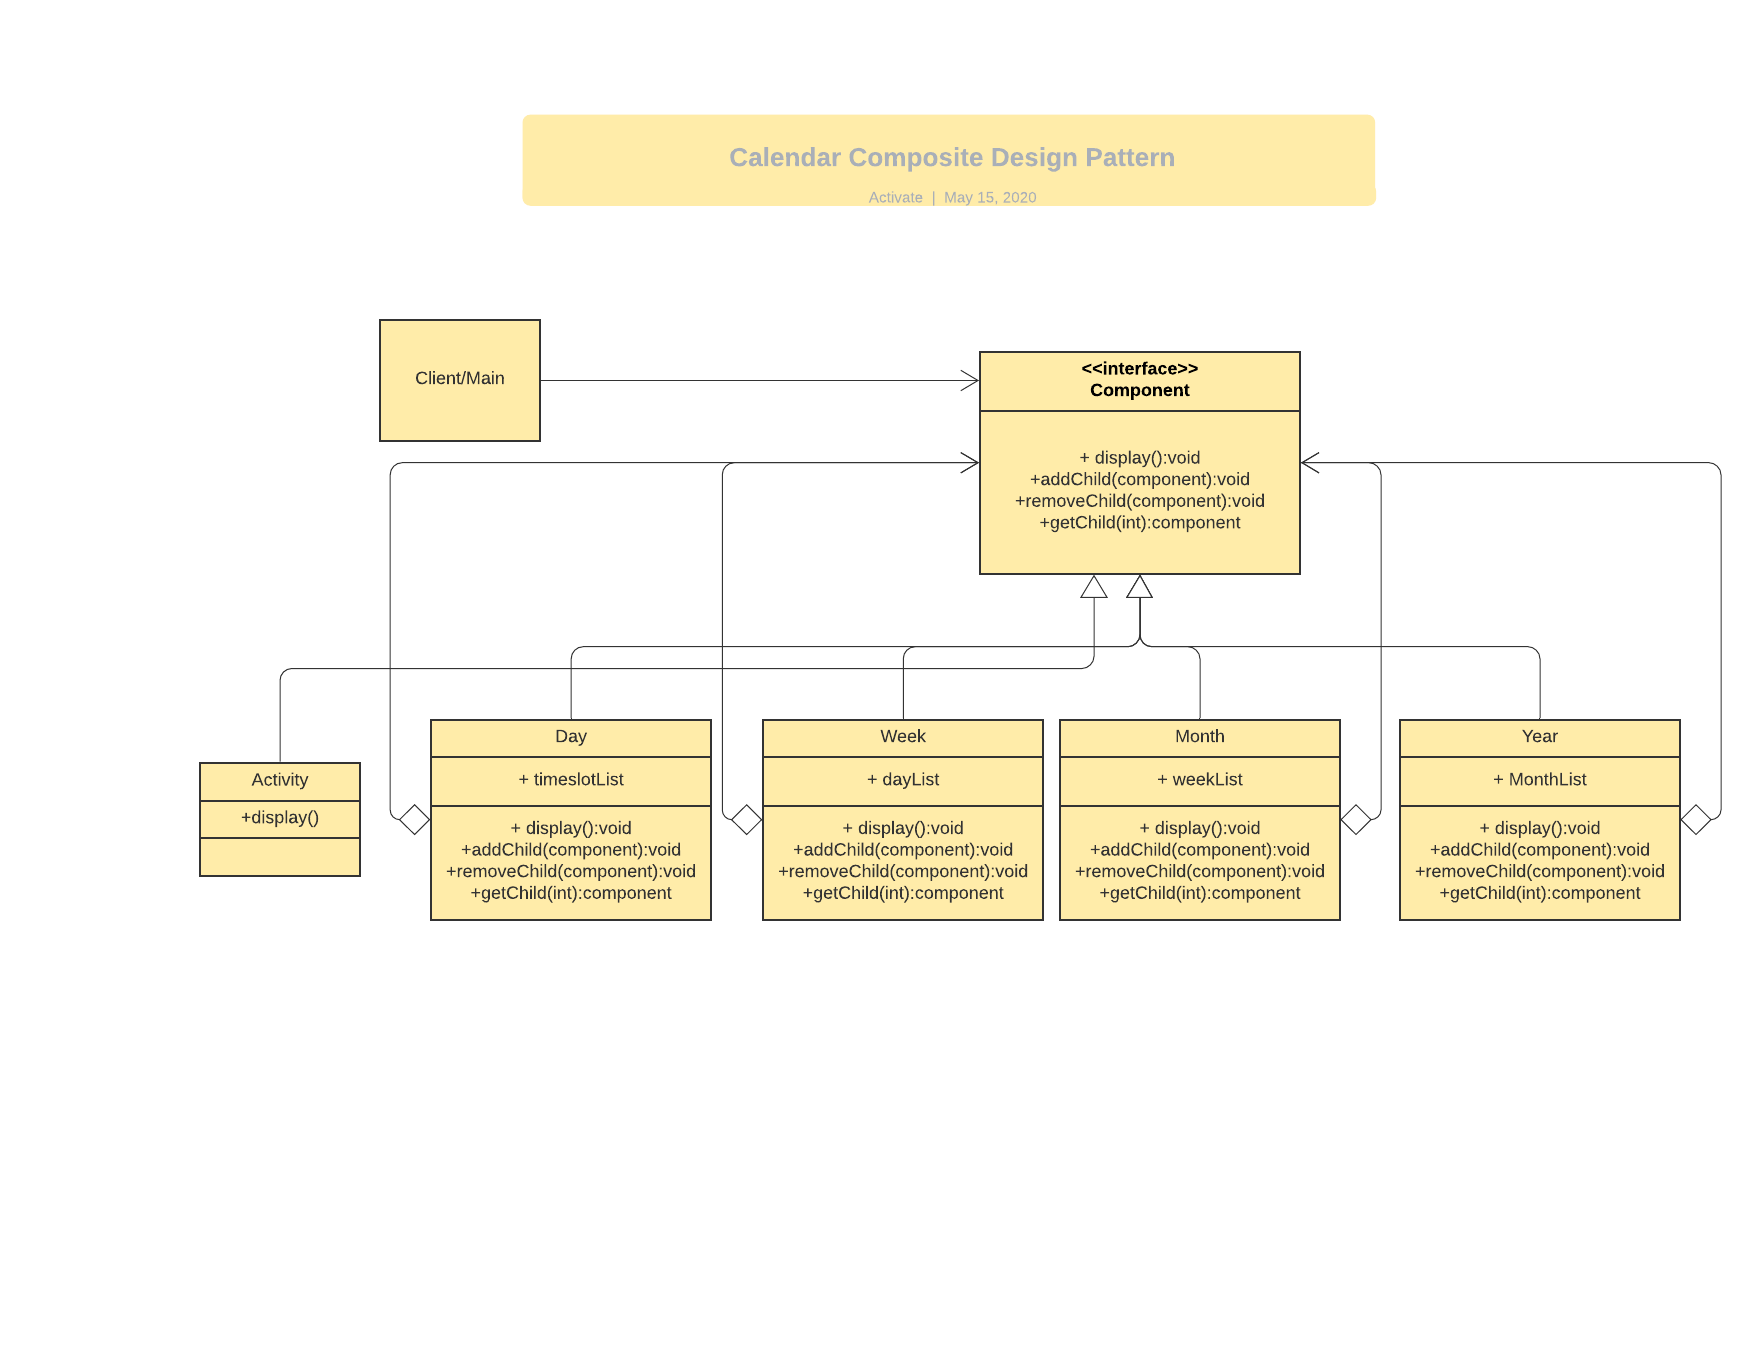 Calendar Composite Design Pattern
Activate | May 15, 2020
Client/Main
<<interface>>
Component
+ display():void
+addChild(component):void
+removeChild(component):void
+getChild(int):component
Activity
+display()
Day
+ timeslotList
+ display():void
+addChild(component):void
+removeChild(component):void
+getChild(int):component
Week
+ dayList
+ display():void
+addChild(component):void
+removeChild(component):void
+getChild(int):component
Month
+ weekList
+ display():void
+addChild(component):void
+removeChild(component):void
+getChild(int):component
Year
+ MonthList
+ display():void
+addChild(component):void
+removeChild(component):void
+getChild(int):component